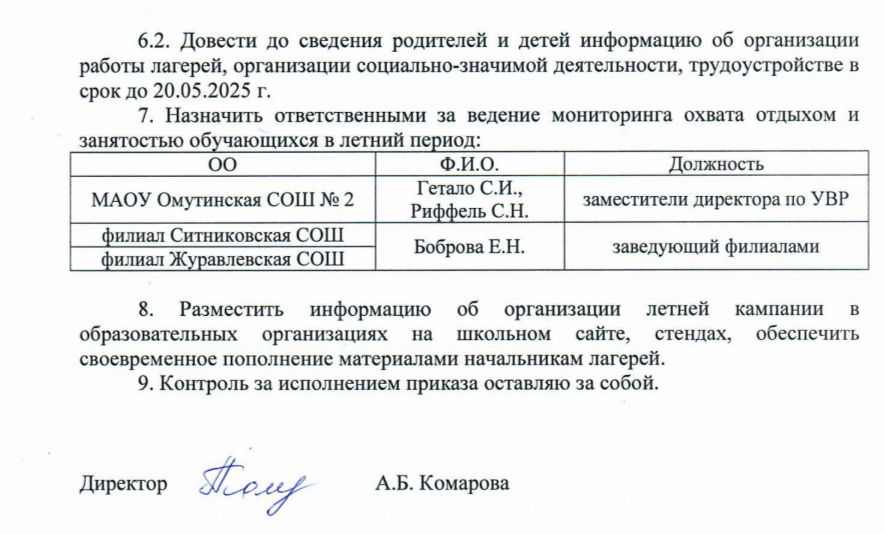 6.2. Довести до сведения родителей и детей информацию об организации
работы лагерей, организации социально-значимой деятельности, трудоустройстве в
срок до 20.05.2025 г.
7. Назначить ответственными за ведение мониторинга охвата отдыхом и
занятостью обучающихся в летний период:
ОО Ф.И.О. Должность
МАОУ Омутинская СОШ № 2 Гетало С.И., Риффель С.Н. заместители директора по УВР
филиал Ситниковская СОШ Боброва Е.Н. заведующий филиалами
филиал Журавлевская СОШ
8. Разместить информацию об организации летней кампании в
образовательных организациях на школьном сайте, стендах, обеспечить
своевременное пополнение материалами начальникам лагерей.
9. Контроль за исполнением приказа оставляю за собой.
Директор А.Б. Комарова